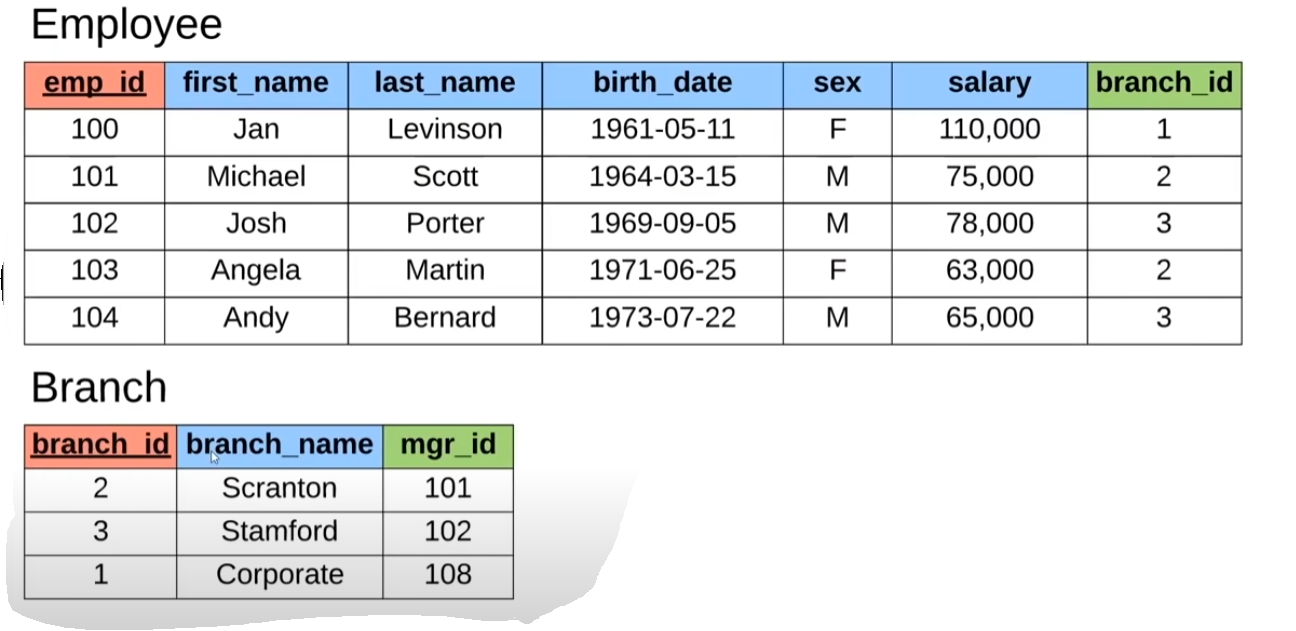 Employee
emp_id first_name last_name birth_date sex salary branch_id
100 Jan Levinson 1961-05-11 F 110,000 1
101 Michael Scott 1964-03-15 M 75,000 2
102 Josh Porter 1969-09-05 M 78,000 3
103 Angela Martin 1971-06-25 F 63,000 2
104 Andy Bernard 1973-07-22 M 65,000 3
Branch
branch_id branch_name mgr_id
2 Scranton 101
3 Stamford 102
1 Corporate 108